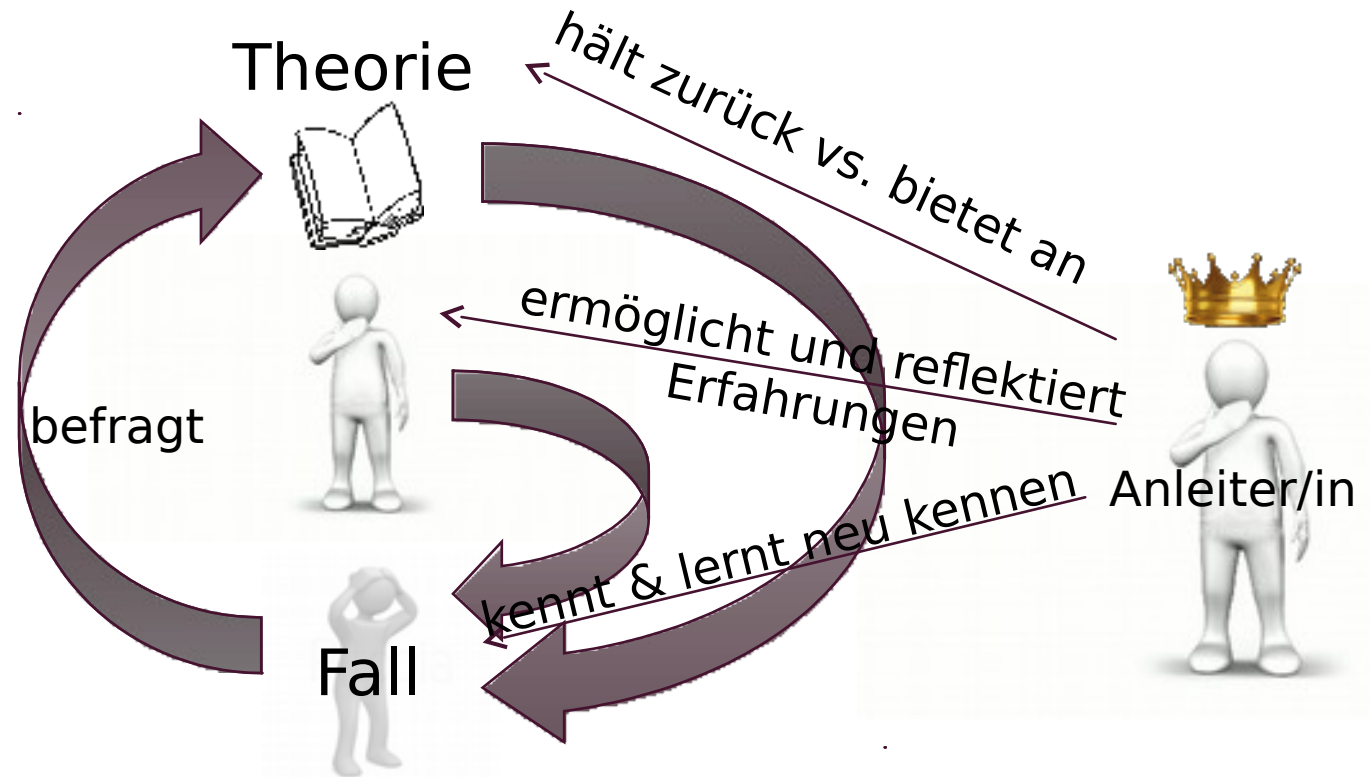 Theorie
hält zurück vs. bietet an
ermöglicht und reflektiert
Erfahrungen
befragt
kennt & lernt neu kennen
Anleiter/in
Fall